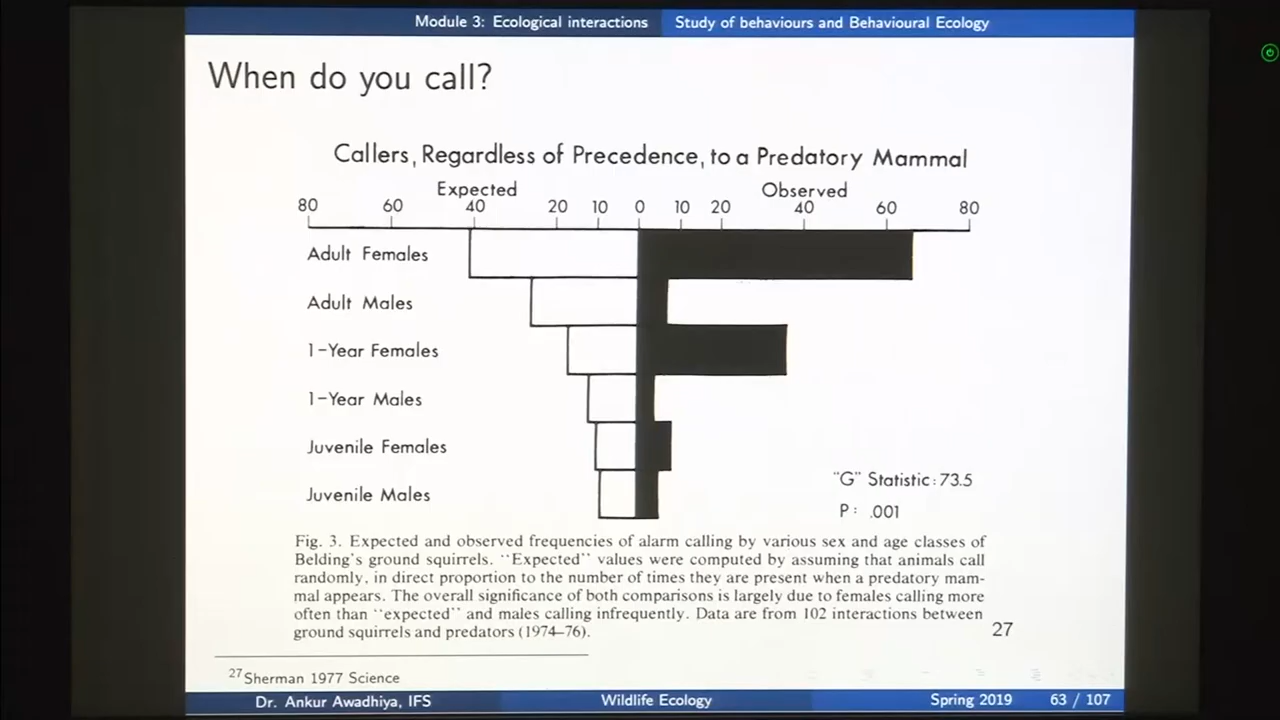 Module 3: Ecological interactions Study of behaviours and Behavioural Ecology
When do you call?
Callers, Regardless of Precedence, to a Predatory Mammal
Expected Observed
80 60 40 20 10 0 10 20 40 60 80
Adult Females
Adult Males
1-Year Females
1-Year Males
Juvenile Females
Juvenile Males
"G" Statistic: 73.5
P: .001
Fig. 3. Expected and observed frequencies of alarm calling by various sex and age classes of
Belding's ground squirrels. "Expected" values were computed by assuming that animals call
randomly, in direct proportion to the number of times they are present when a predatory mam-
mal appears. The overall significance of both comparisons is largely due to females calling more
often than "expected" and males calling infrequently. Data are from 102 interactions between
ground squirrels and predators (1974–76).
27
27 Sherman 1977 Science
Dr. Ankur Awadhiya, IFS Wildlife Ecology Spring 2019 63 / 107